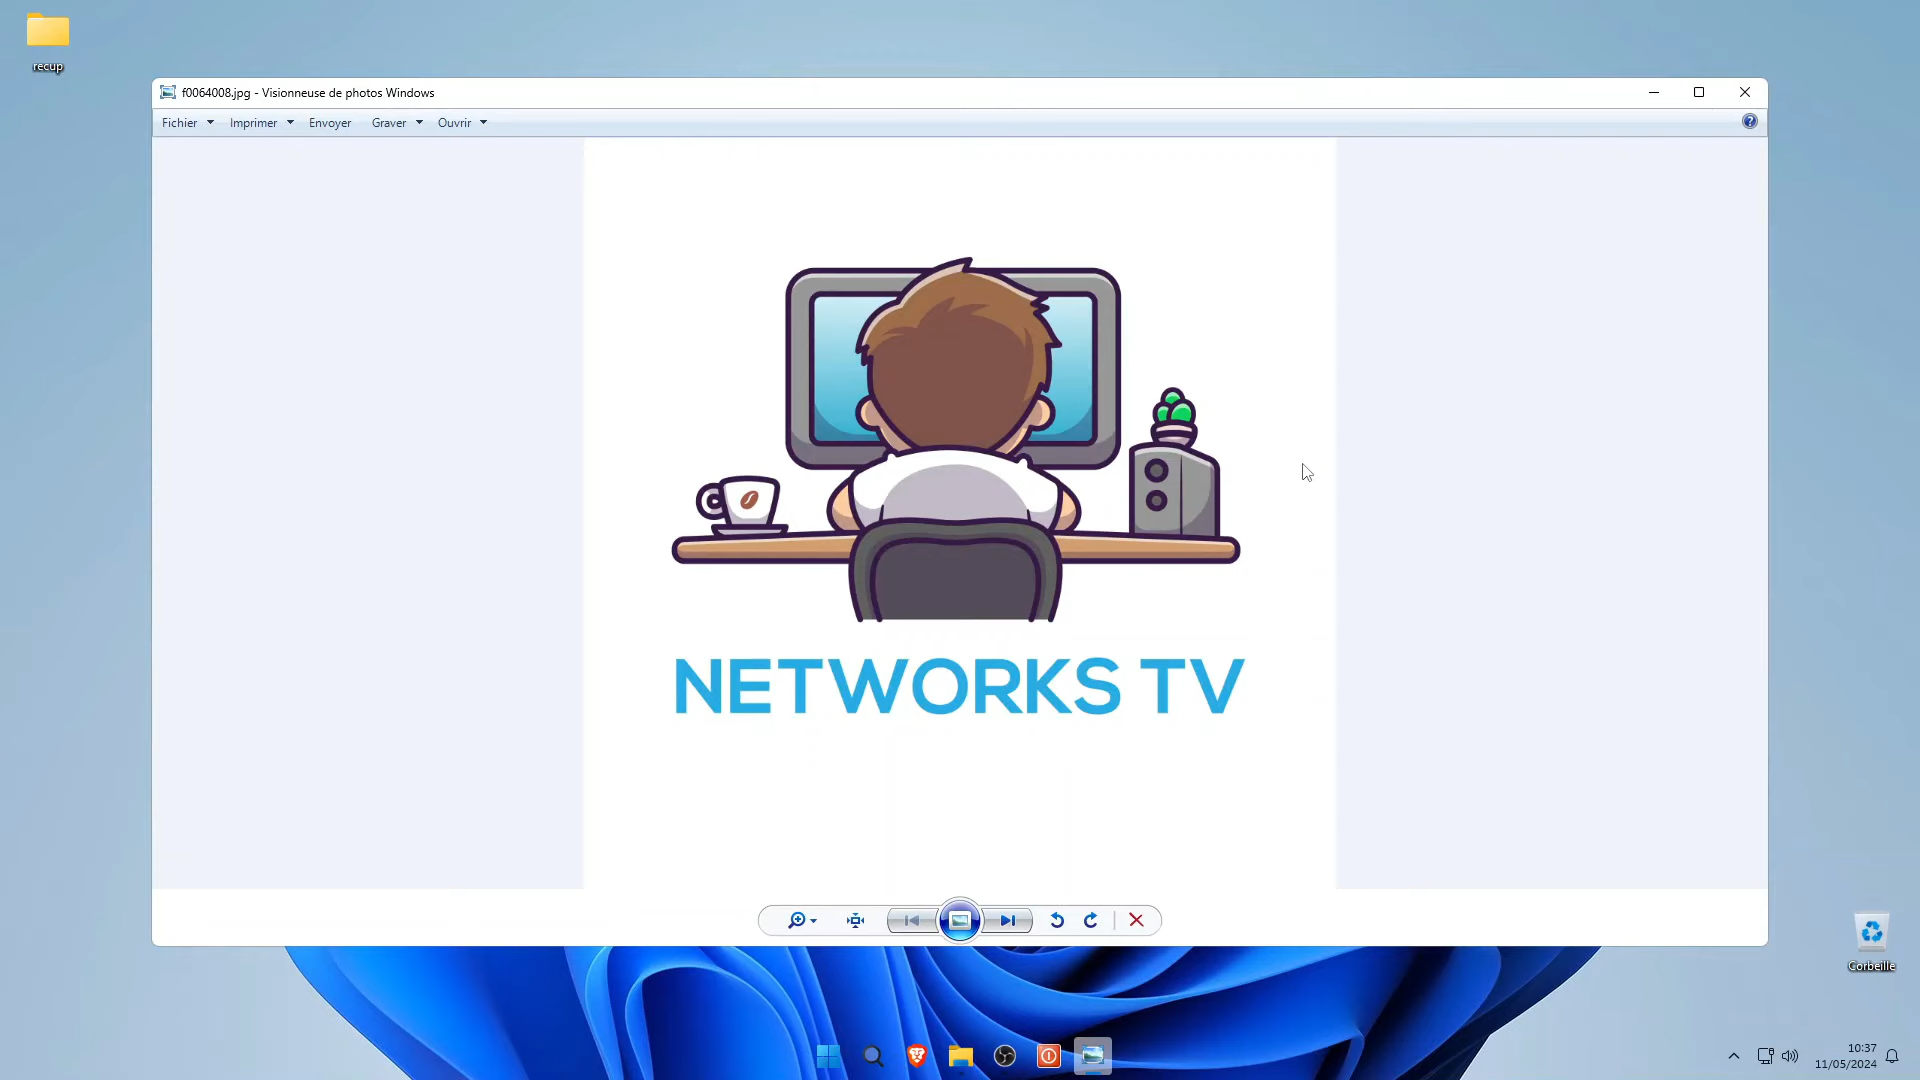 recup
f0064008.jpg - Visionneuse de photos Windows
Fichier Imprimer Envoyer Graver Ouvrir
NETWORKS TV
Corbeille
10:37
11/05/2024